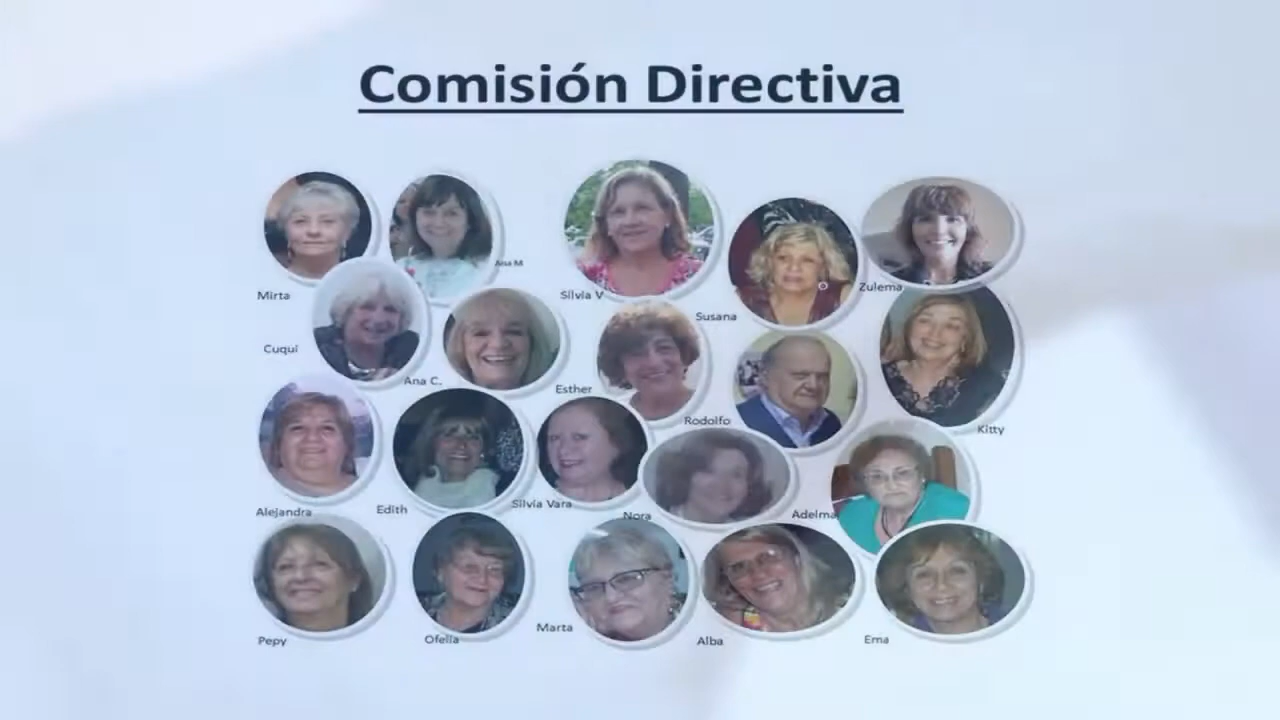 Comisión Directiva
Ana M
Mirta
Silvia V
Susana
Zulema
Cuqui
Ana C.
Esther
Rodolfo
Kitty
Alejandra
Edith
Silvia Vara
Nora
Adelma
Pepy
Ofelia
Marta
Alba
Ema